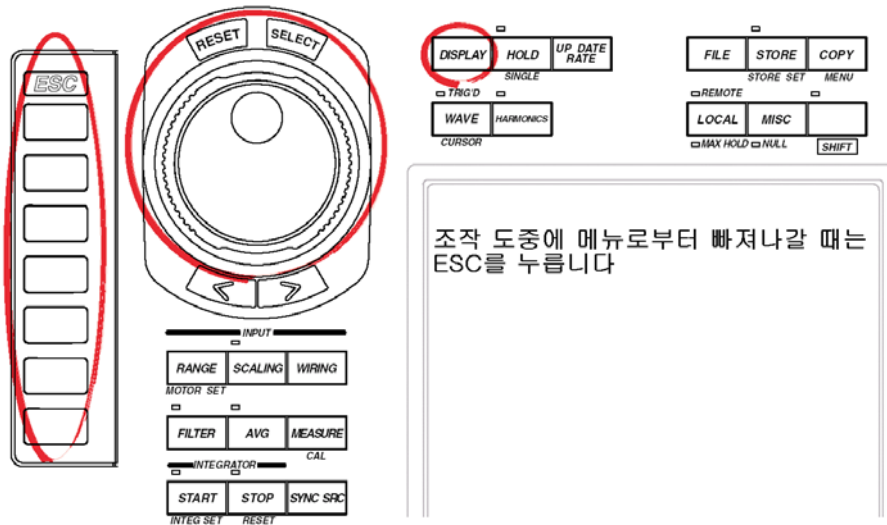 ESC
RESET
SELECT
DISPLAY
HOLD
UP DATE
RATE
SINGLE
FILE
STORE
COPY
STORE SET
MENU
TRIG'D
WAVE
HARMONICS
CURSOR
REMOTE
LOCAL
MISC
MAX HOLD
NULL
SHIFT
조작 도중에 메뉴로부터 빠져나갈 때는
ESC를 누릅니다
INPUT
RANGE
SCALING
WIRING
MOTOR SET
FILTER
AVG
MEASURE
CAL
INTEGRATOR
START
STOP
SYNC SRC
INTEG SET
RESET